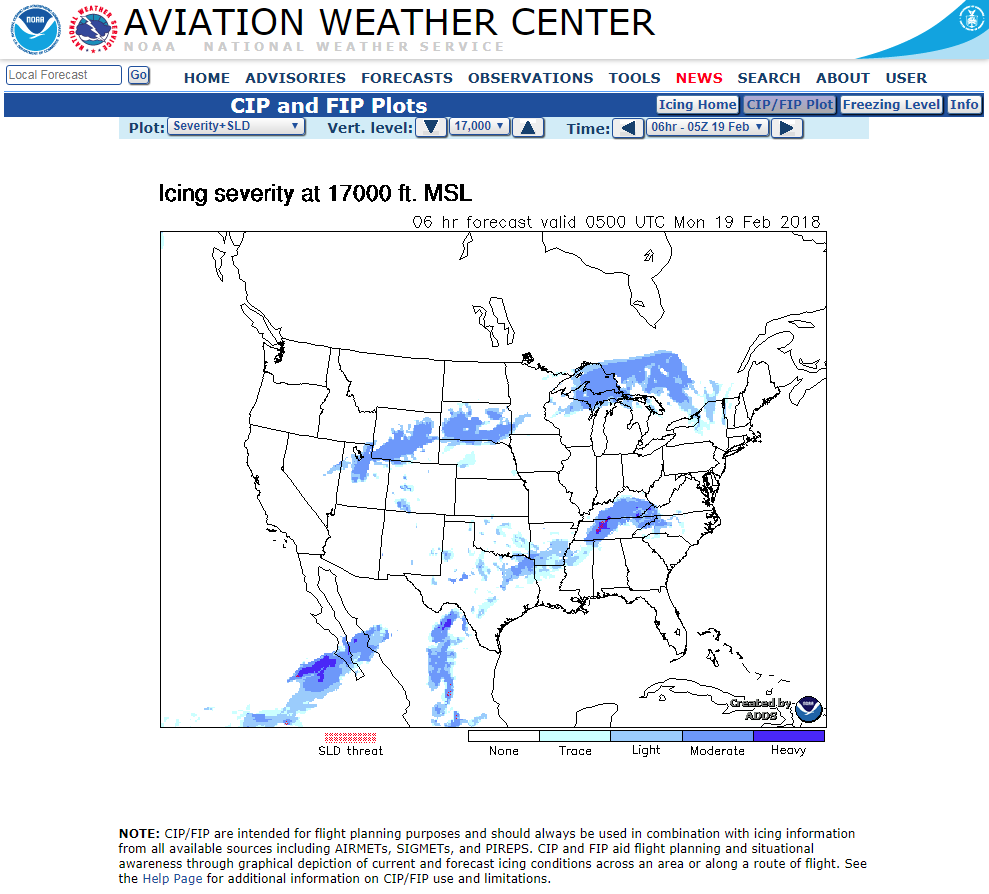 AVIATION WEATHER CENTER
NOAA NATIONAL WEATHER SERVICE
Local Forecast Go HOME ADVISORIES FORECASTS OBSERVATIONS TOOLS NEWS SEARCH ABOUT USER
CIP and FIP Plots Icing Home CIP/FIP Plot Freezing Level Info
Plot: Severity+SLD Vert. level: 17,000 Time: 06hr - 05Z 19 Feb
Icing severity at 17000 ft. MSL
06 hr forecast valid 0500 UTC Mon 19 Feb 2018
Created by
ADDS
SLD threat None Trace Light Moderate Heavy
NOTE: CIP/FIP are intended for flight planning purposes and should always be used in combination with icing information
from all available sources including AIRMETs, SIGMETs, and PIREPS. CIP and FIP aid flight planning and situational
awareness through graphical depiction of current and forecast icing conditions across an area or along a route of flight. See
the Help Page for additional information on CIP/FIP use and limitations.